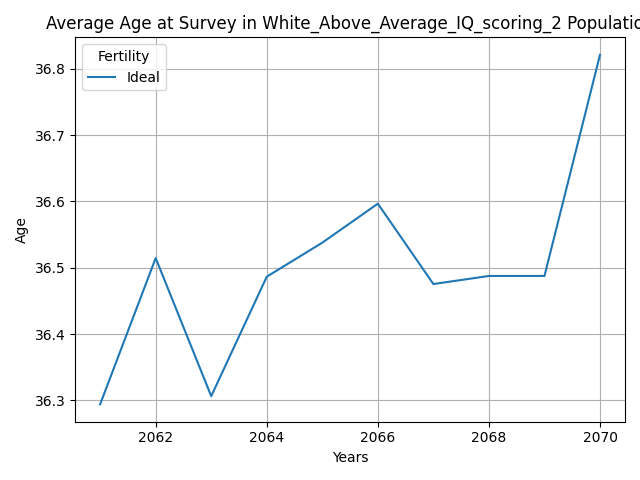 Average Age at Survey in White_Above_Average_IQ_scoring_2 Populatio
Fertility
Ideal
36.8
36.7
36.6
36.5
36.4
36.3
Age
2062 2064 2066 2068 2070
Years